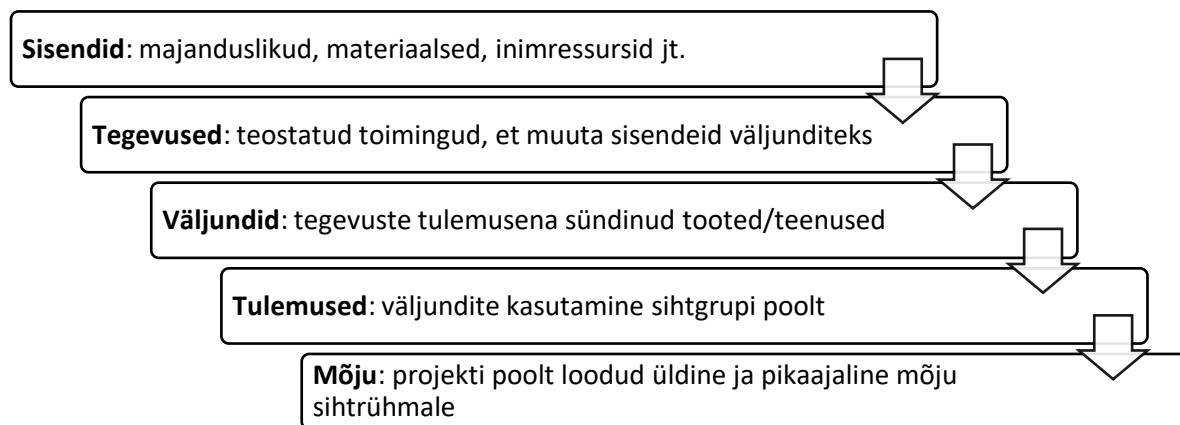 Sisendid: majanduslikud, materiaalsed, inimressursid jt.
Tegevused: teostatud toimingud, et muuta sisendeid väljunditeks
Väljundid: tegevuste tulemusena sündinud tooted/teenused
Tulemused: väljundite kasutamine sihtgrupi poolt
Mõju: projekti poolt loodud üldine ja pikaajaline mõju
sihtrühmale